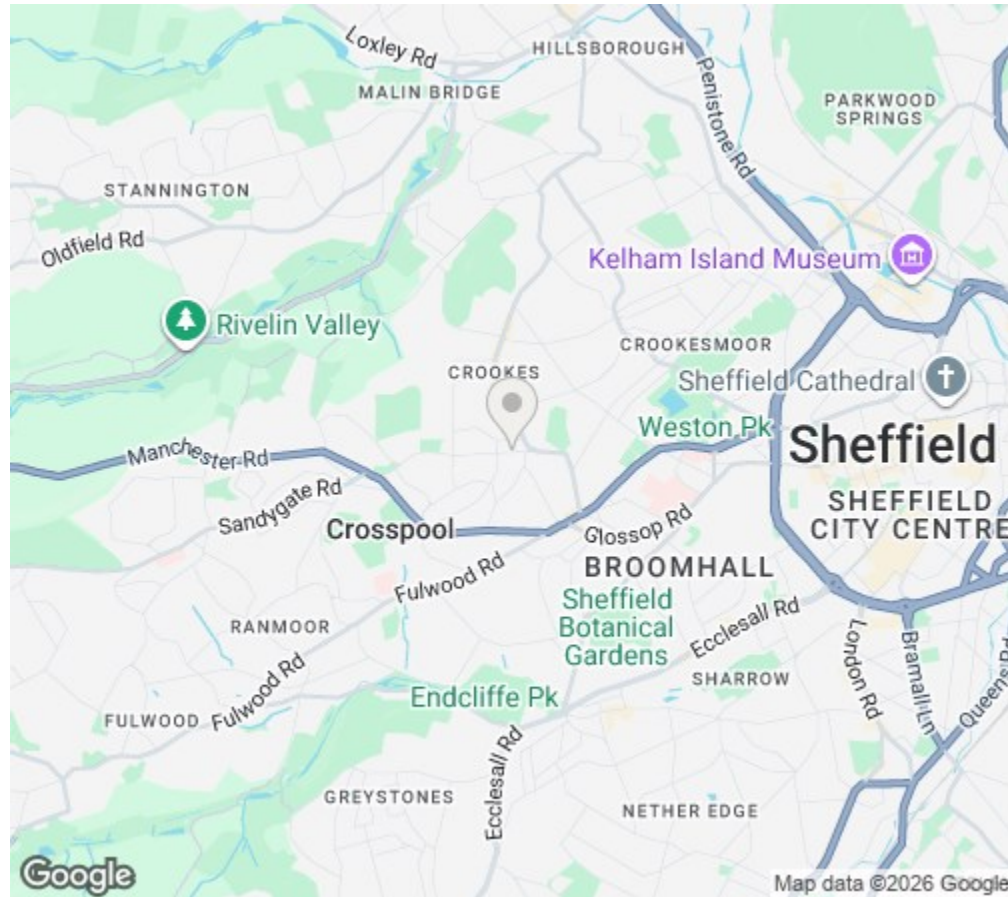 Loxley Rd
HILLSBOROUGH
MALIN BRIDGE
Penistone Rd
PARKWOOD
SPRINGS
STANNINGTON
Oldfield Rd
Kelham Island Museum
Rivelin Valley
CROOKESMOOR
CROOKES
Sheffield Cathedral
Weston Pk
Manchester Rd
Sheffield
Sandygate Rd
SHEFFIELD
CITY CENTRE
Crosspool
Glossop Rd
Fulwood Rd
BROOMHALL
Sheffield
Botanical
Gardens
Ecclesall Rd
RANMOOR
London Rd
Bramall Ln
Queens Rd
SHARROW
Fulwood Rd
Endcliffe Pk
FULWOOD
Ecclesall Rd
GREYSTONES
NETHER EDGE
Google
Map data ©2026 Google